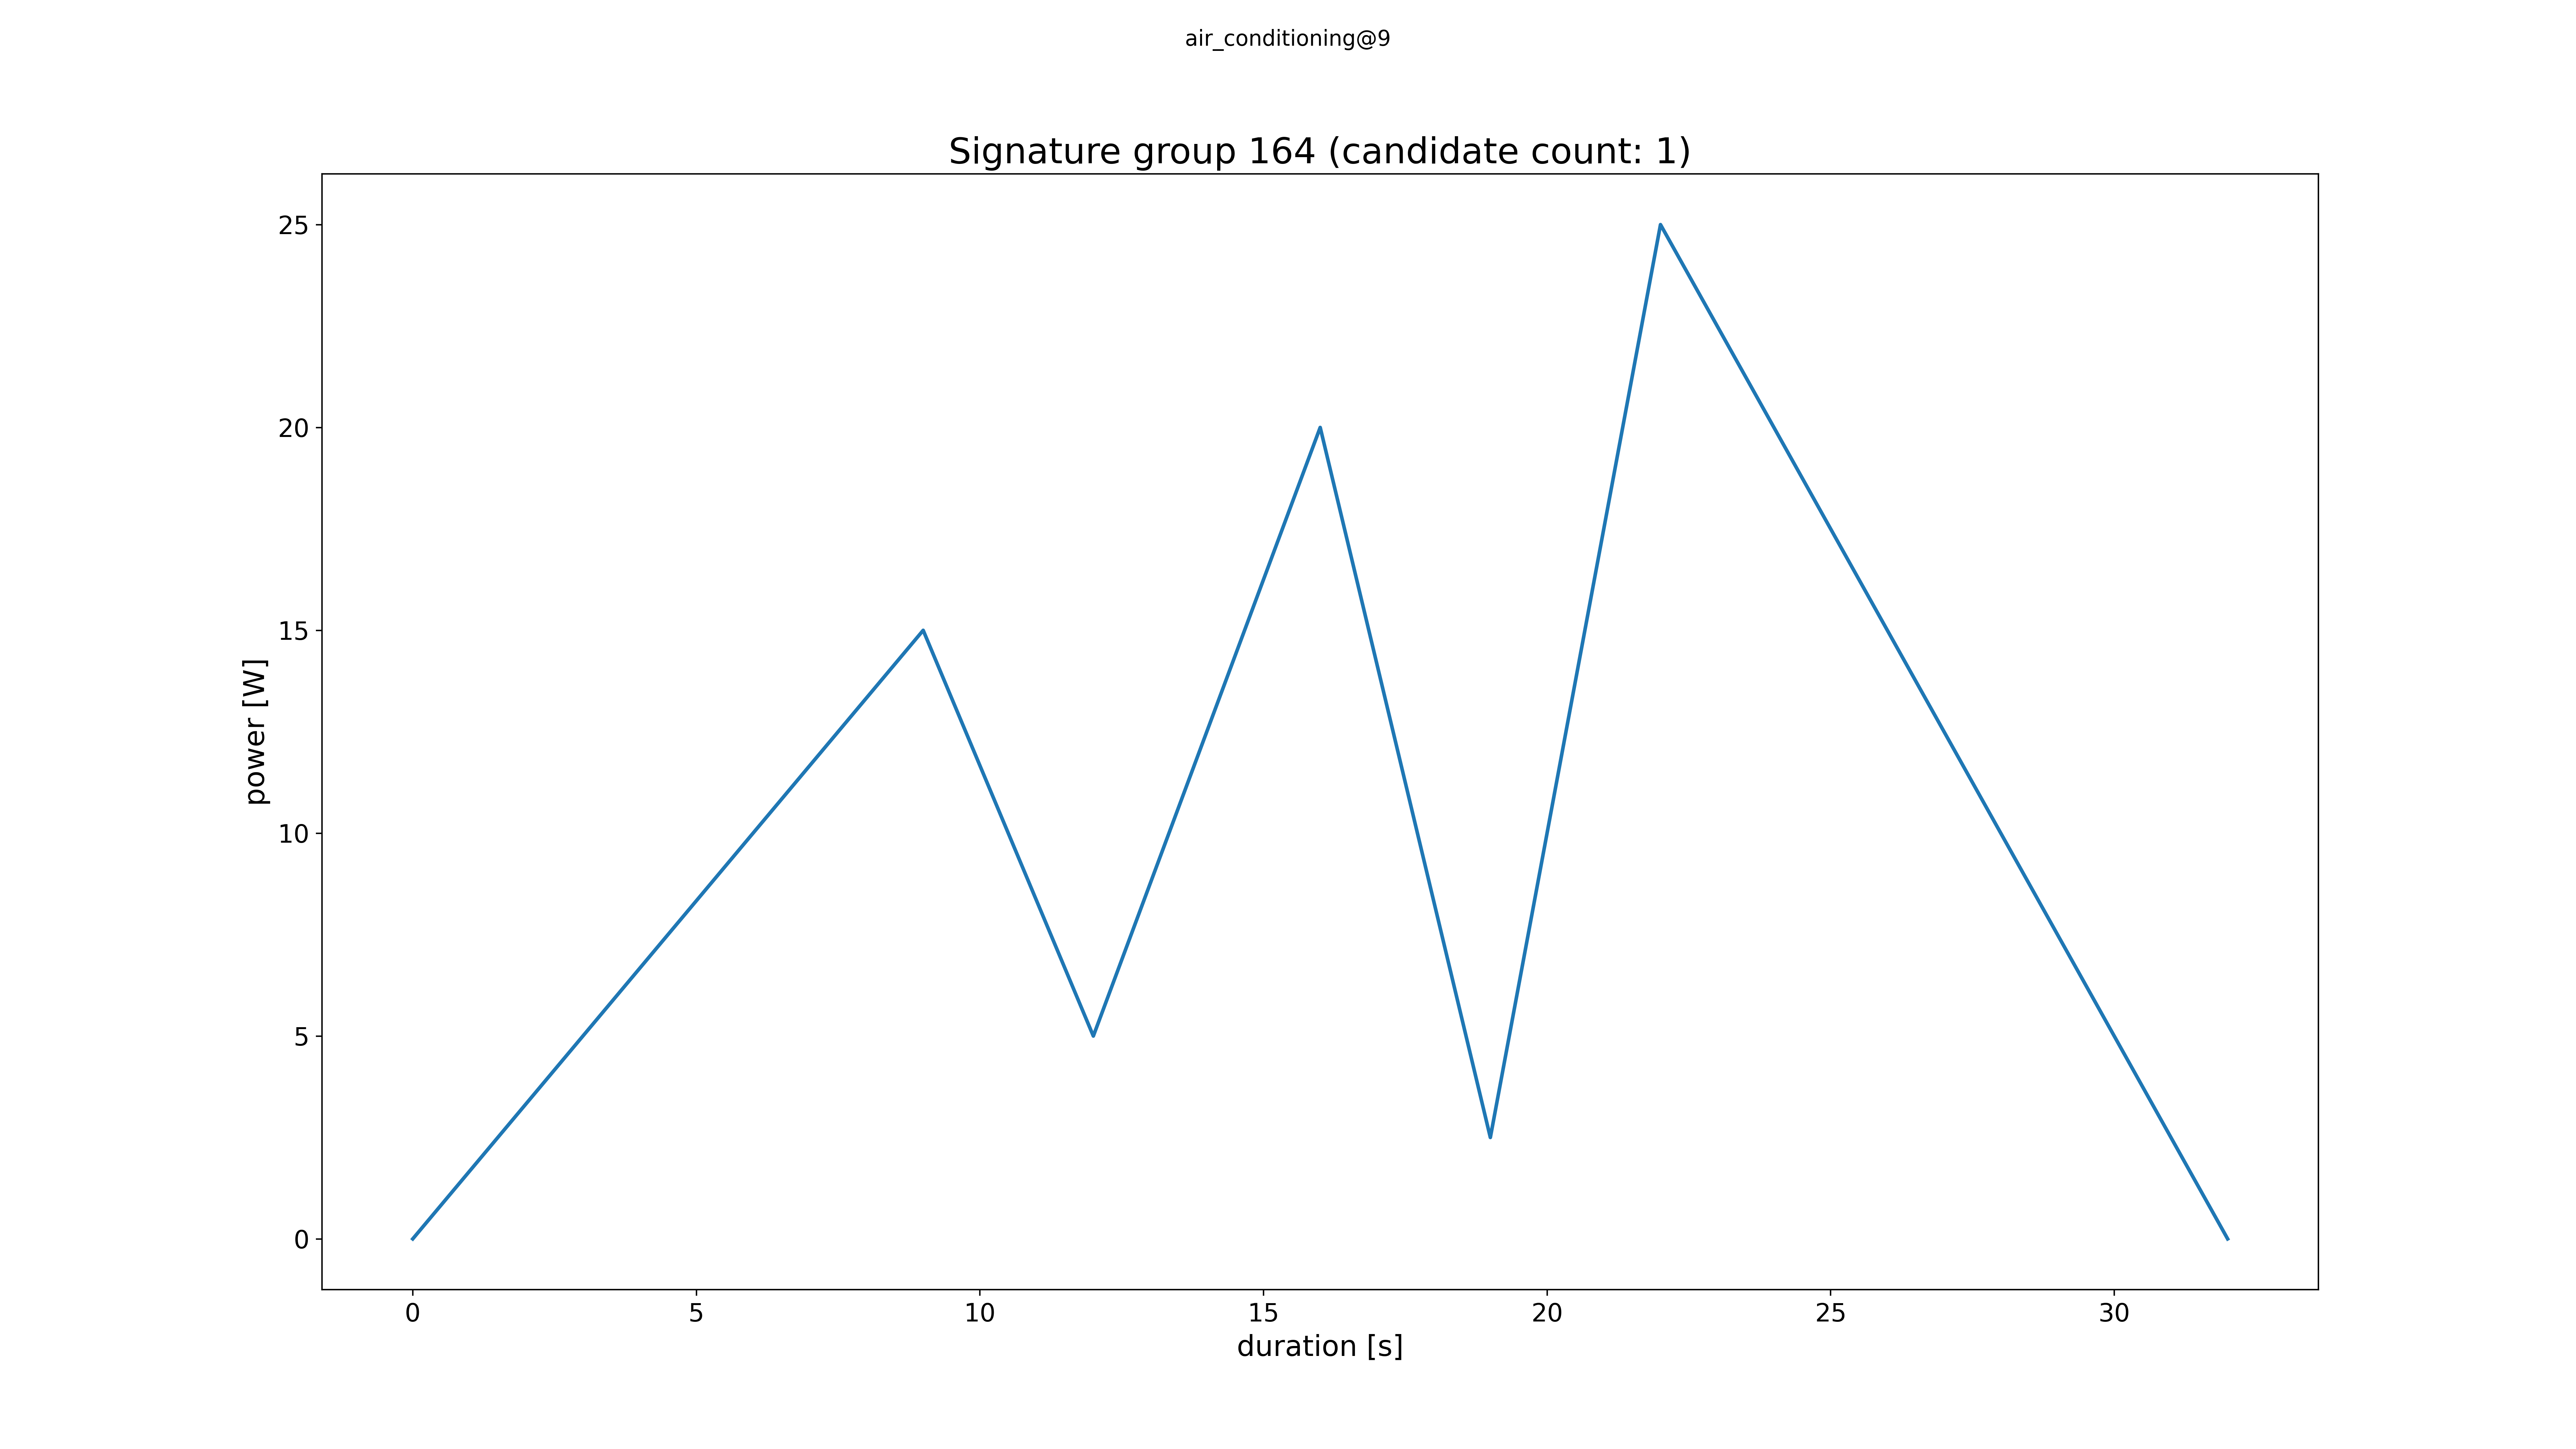 air_conditioning@9
Signature group 164 (candidate count: 1)
25
20
15
10
5
0
power [W]
0 5 10 15 20 25 30
duration [s]